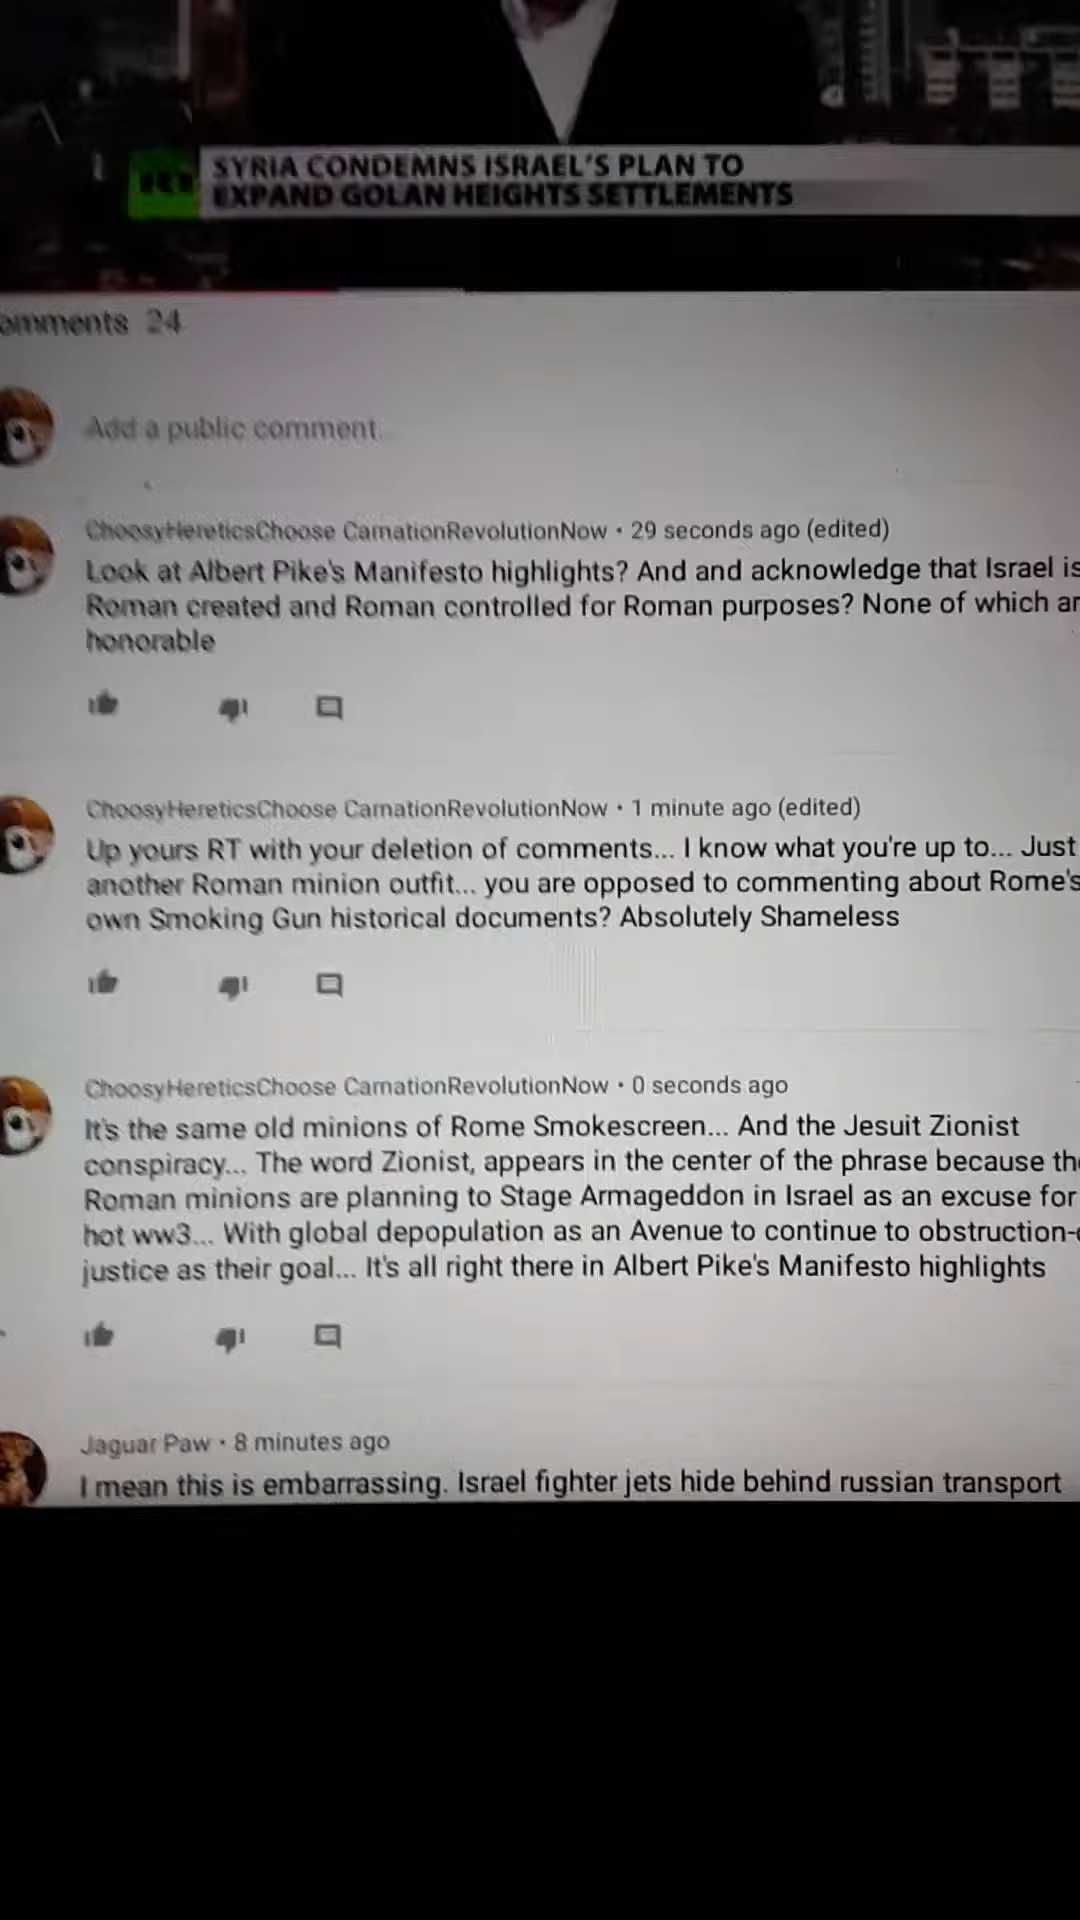 RT
SYRIA CONDEMNS ISRAEL'S PLAN TO
EXPAND GOLAN HEIGHTS SETTLEMENTS
omments 24
Add a public comment...
ChoosyHereticsChoose CarnationRevolutionNow • 29 seconds ago (edited)
Look at Albert Pike's Manifesto highlights? And and acknowledge that Israel is
Roman created and Roman controlled for Roman purposes? None of which ar
honorable
ChoosyHereticsChoose CarnationRevolutionNow • 1 minute ago (edited)
Up yours RT with your deletion of comments... I know what you're up to... Just
another Roman minion outfit... you are opposed to commenting about Rome's
own Smoking Gun historical documents? Absolutely Shameless
ChoosyHereticsChoose CarnationRevolutionNow • 0 seconds ago
It's the same old minions of Rome Smokescreen... And the Jesuit Zionist
conspiracy... The word Zionist, appears in the center of the phrase because th
Roman minions are planning to Stage Armageddon in Israel as an excuse for
hot ww3... With global depopulation as an Avenue to continue to obstruction-
justice as their goal... It's all right there in Albert Pike's Manifesto highlights
Jaguar Paw • 8 minutes ago
I mean this is embarrassing. Israel fighter jets hide behind russian transport